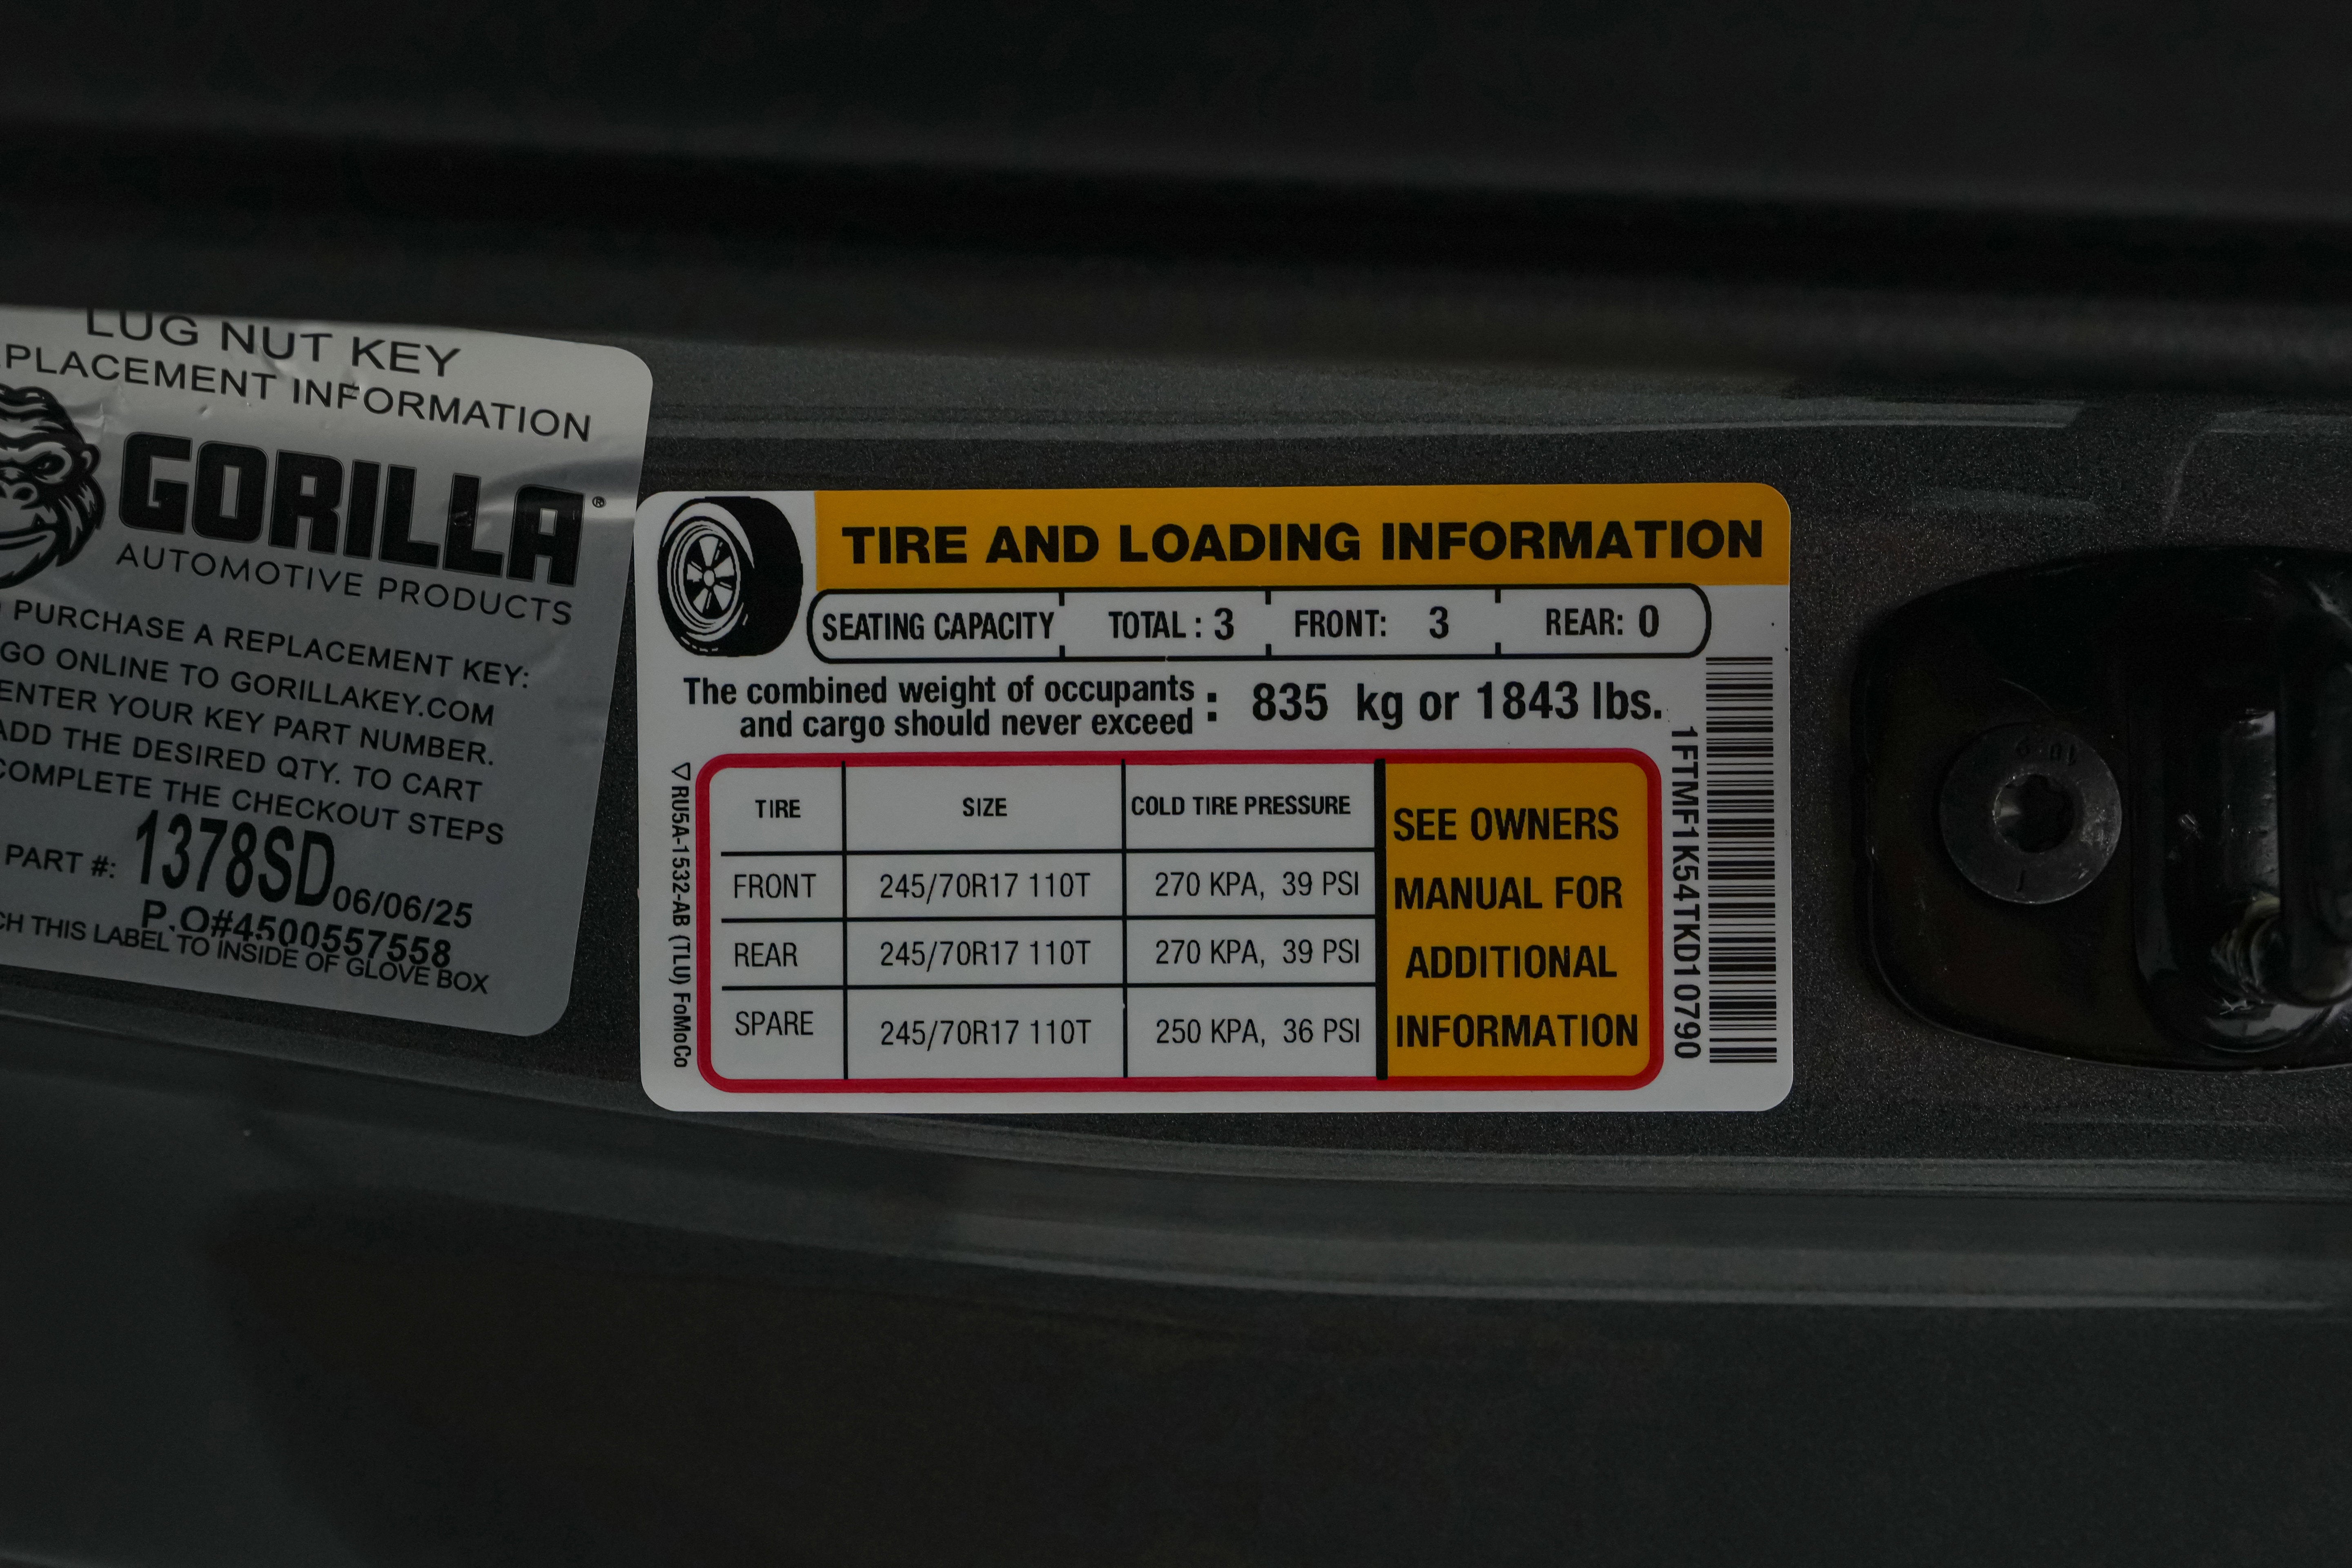 LUG NUT KEY
PLACEMENT INFORMATION
GORILLA®
AUTOMOTIVE PRODUCTS
PURCHASE A REPLACEMENT KEY:
GO ONLINE TO GORILLAKEY.COM
ENTER YOUR KEY PART NUMBER.
ADD THE DESIRED QTY. TO CART
COMPLETE THE CHECKOUT STEPS
PART #: 1378SD 06/06/25
P.O#4500557558
CH THIS LABEL TO INSIDE OF GLOVE BOX
TIRE AND LOADING INFORMATION
SEATING CAPACITY TOTAL : 3 FRONT: 3 REAR: 0
The combined weight of occupants
and cargo should never exceed : 835 kg or 1843 lbs.
TIRE SIZE COLD TIRE PRESSURE
FRONT 245/70R17 110T 270 KPA, 39 PSI
REAR 245/70R17 110T 270 KPA, 39 PSI
SPARE 245/70R17 110T 250 KPA, 36 PSI
SEE OWNERS
MANUAL FOR
ADDITIONAL
INFORMATION
RU5A-1532-AB (TLU) FoMoCo
1FTMF1K54TKD10790
10.9